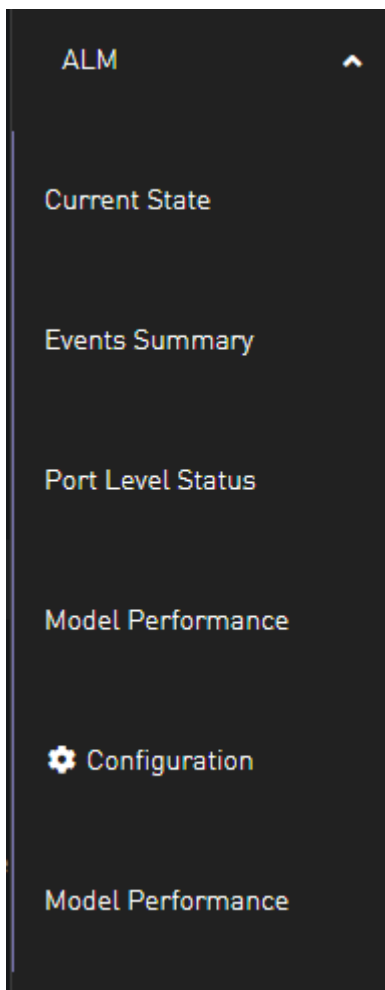 ALM
Current State
Events Summary
Port Level Status
Model Performance
Configuration
Model Performance